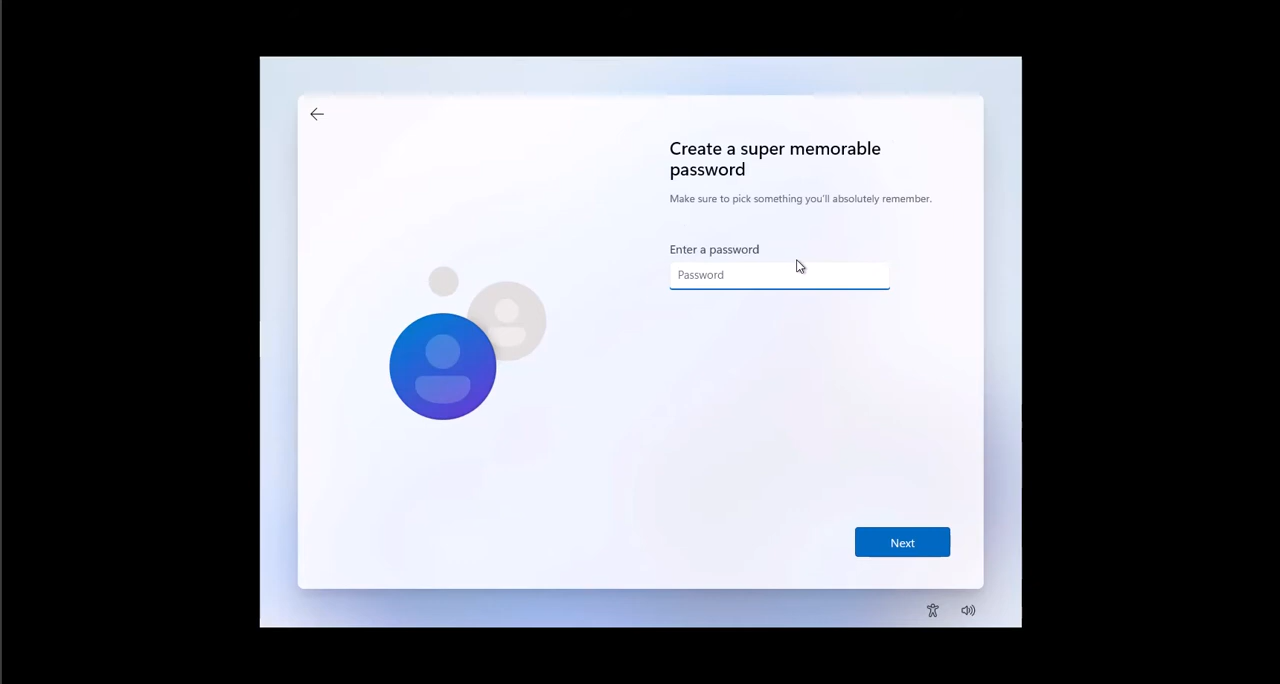 Create a super memorable
password
Make sure to pick something you'll absolutely remember.
Enter a password
Password
Next